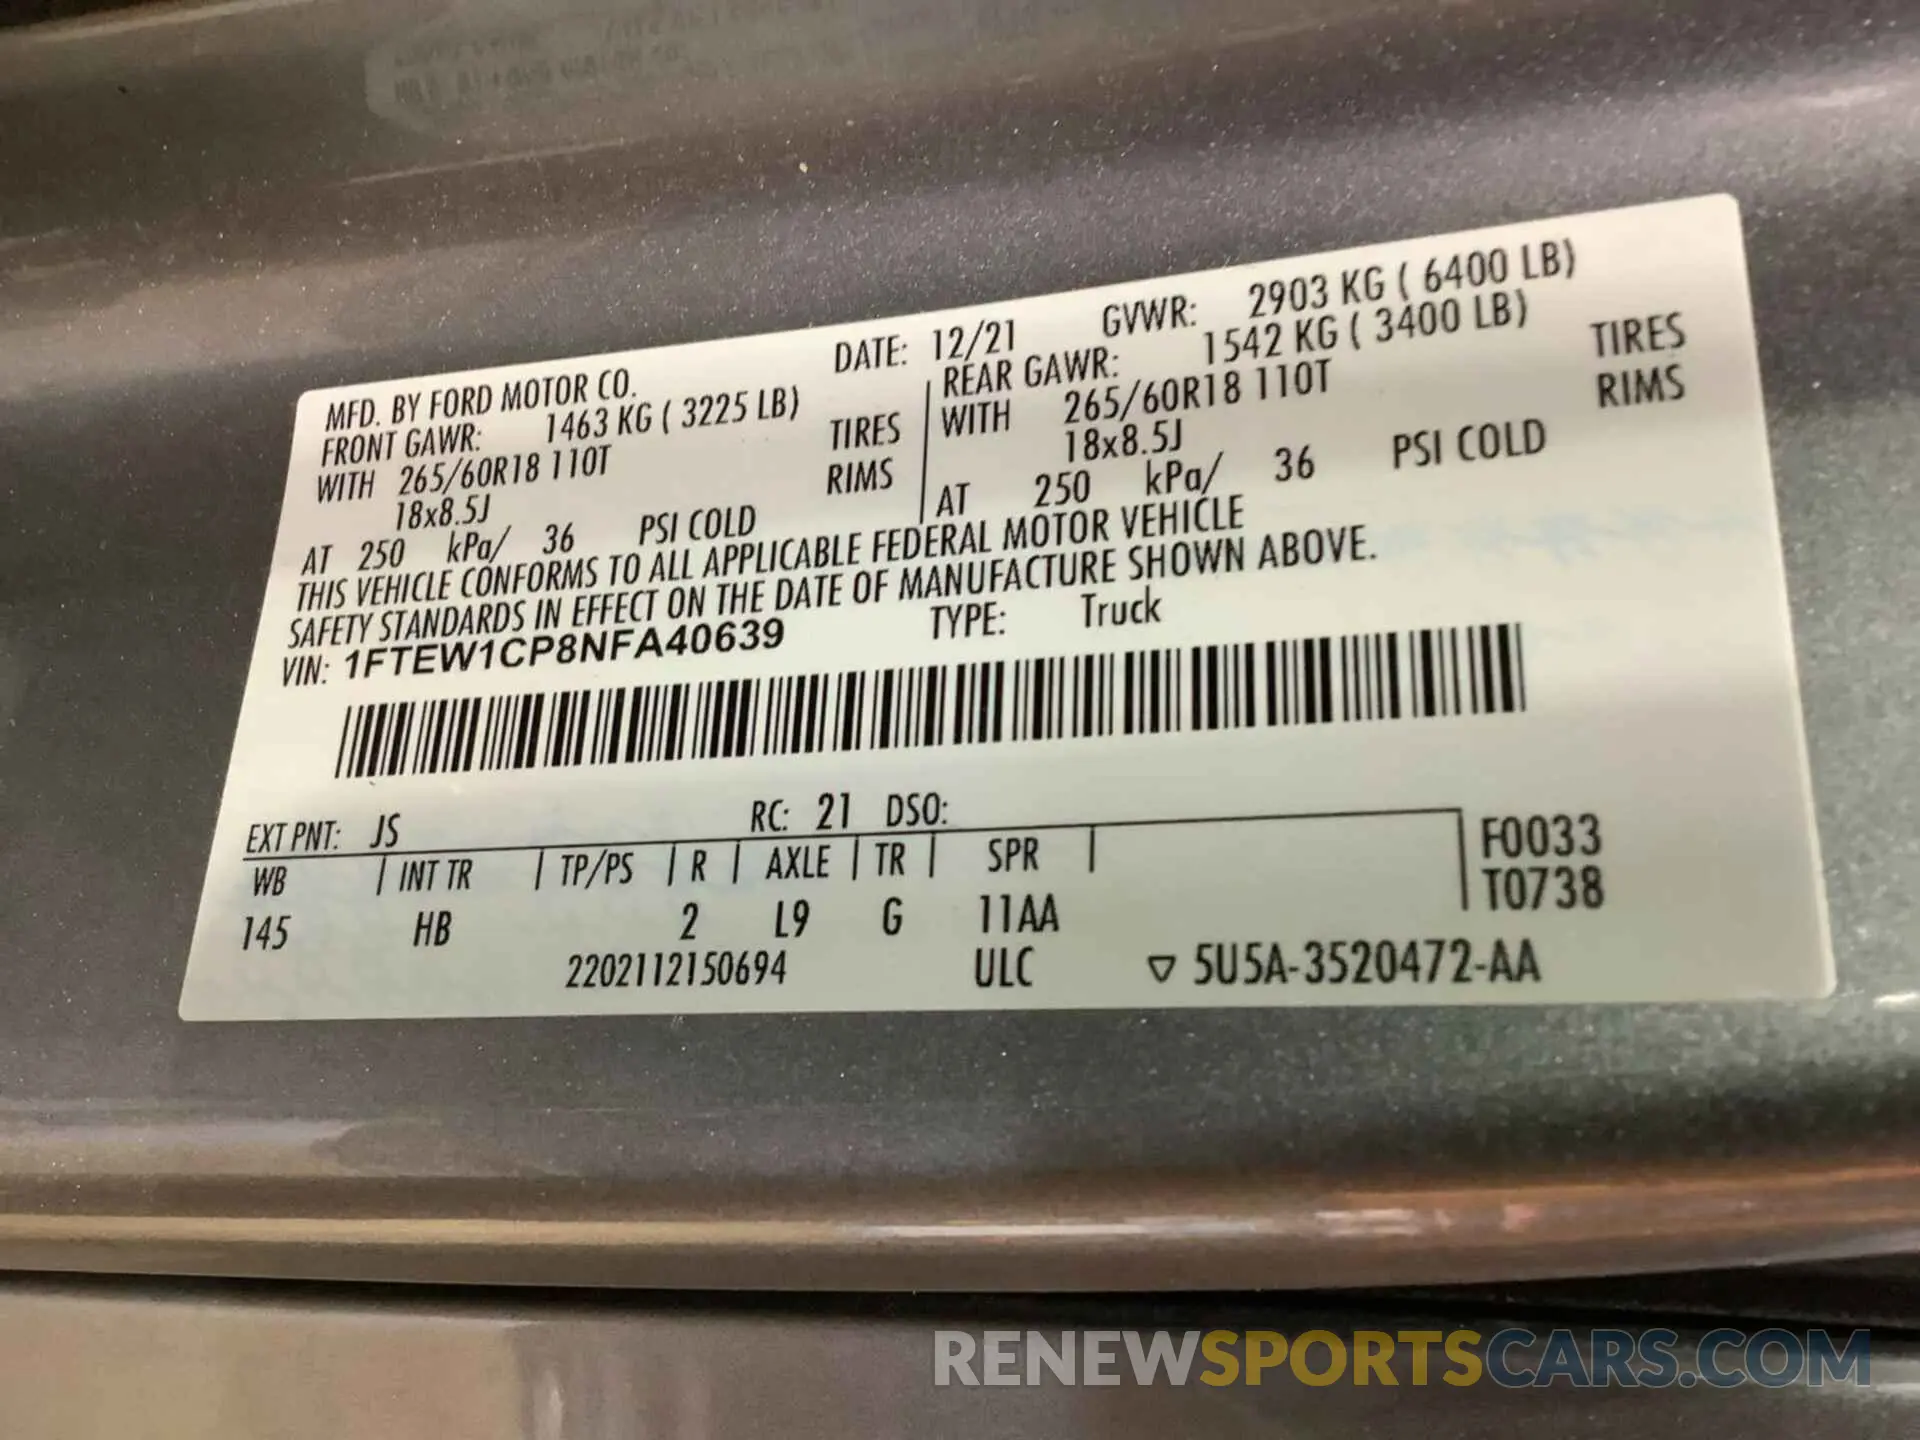 MFD. BY FORD MOTOR CO.
DATE: 12/21
GVWR: 2903 KG ( 6400 LB)
FRONT GAWR: 1463 KG ( 3225 LB)
WITH 265/60R18 110T TIRES
18x8.5J RIMS
AT 250 kPa/ 36 PSI COLD
REAR GAWR: 1542 KG ( 3400 LB)
WITH 265/60R18 110T TIRES
18x8.5J RIMS
AT 250 kPa/ 36 PSI COLD
THIS VEHICLE CONFORMS TO ALL APPLICABLE FEDERAL MOTOR VEHICLE
SAFETY STANDARDS IN EFFECT ON THE DATE OF MANUFACTURE SHOWN ABOVE.
VIN: 1FTEW1CP8NFA40639 TYPE: Truck
EXT PNT: JS RC: 21 DSO:
WB | INT TR | TP/PS | R | AXLE | TR | SPR |
145 HB 2 L9 G 11AA
F0033
T0738
2202112150694 ULC ▽ 5U5A-3520472-AA
RENEWSPORTSCARS.COM